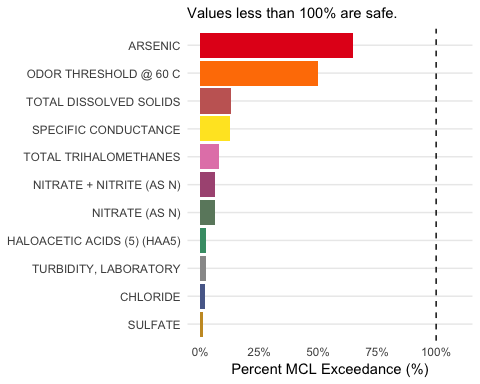 Values less than 100% are safe.
ARSENIC
ODOR THRESHOLD @ 60 C
TOTAL DISSOLVED SOLIDS
SPECIFIC CONDUCTANCE
TOTAL TRIHALOMETHANES
NITRATE + NITRITE (AS N)
NITRATE (AS N)
HALOACETIC ACIDS (5) (HAA5)
TURBIDITY, LABORATORY
CHLORIDE
SULFATE
0% 25% 50% 75% 100%
Percent MCL Exceedance (%)